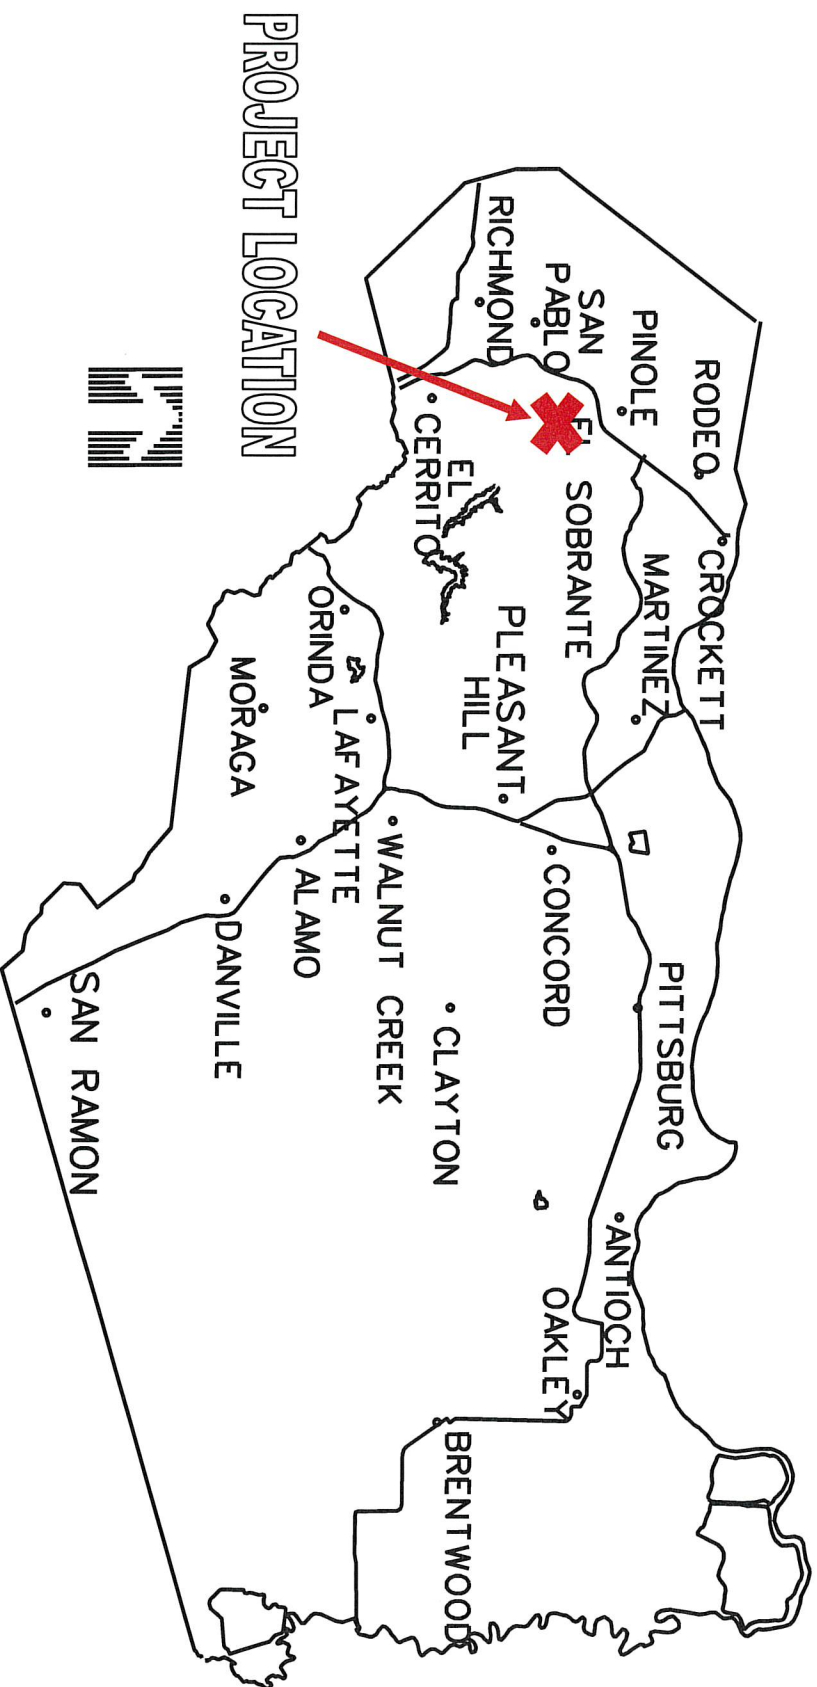 RODEO
CROCKETT
PINOLE
MARTINEZ
PITTSBURG
SAN
PABLO
EL SOBRANTE
ANTIOCH
RICHMOND
PLEASANT
HILL
CONCORD
OAKLEY
EL
CERRITO
CLAYTON
BRENTWOOD
WALNUT CREEK
ORINDA
LAFAYETTE
ALAMO
MORAGA
DANVILLE
PROJECT LOCATION
SAN RAMON